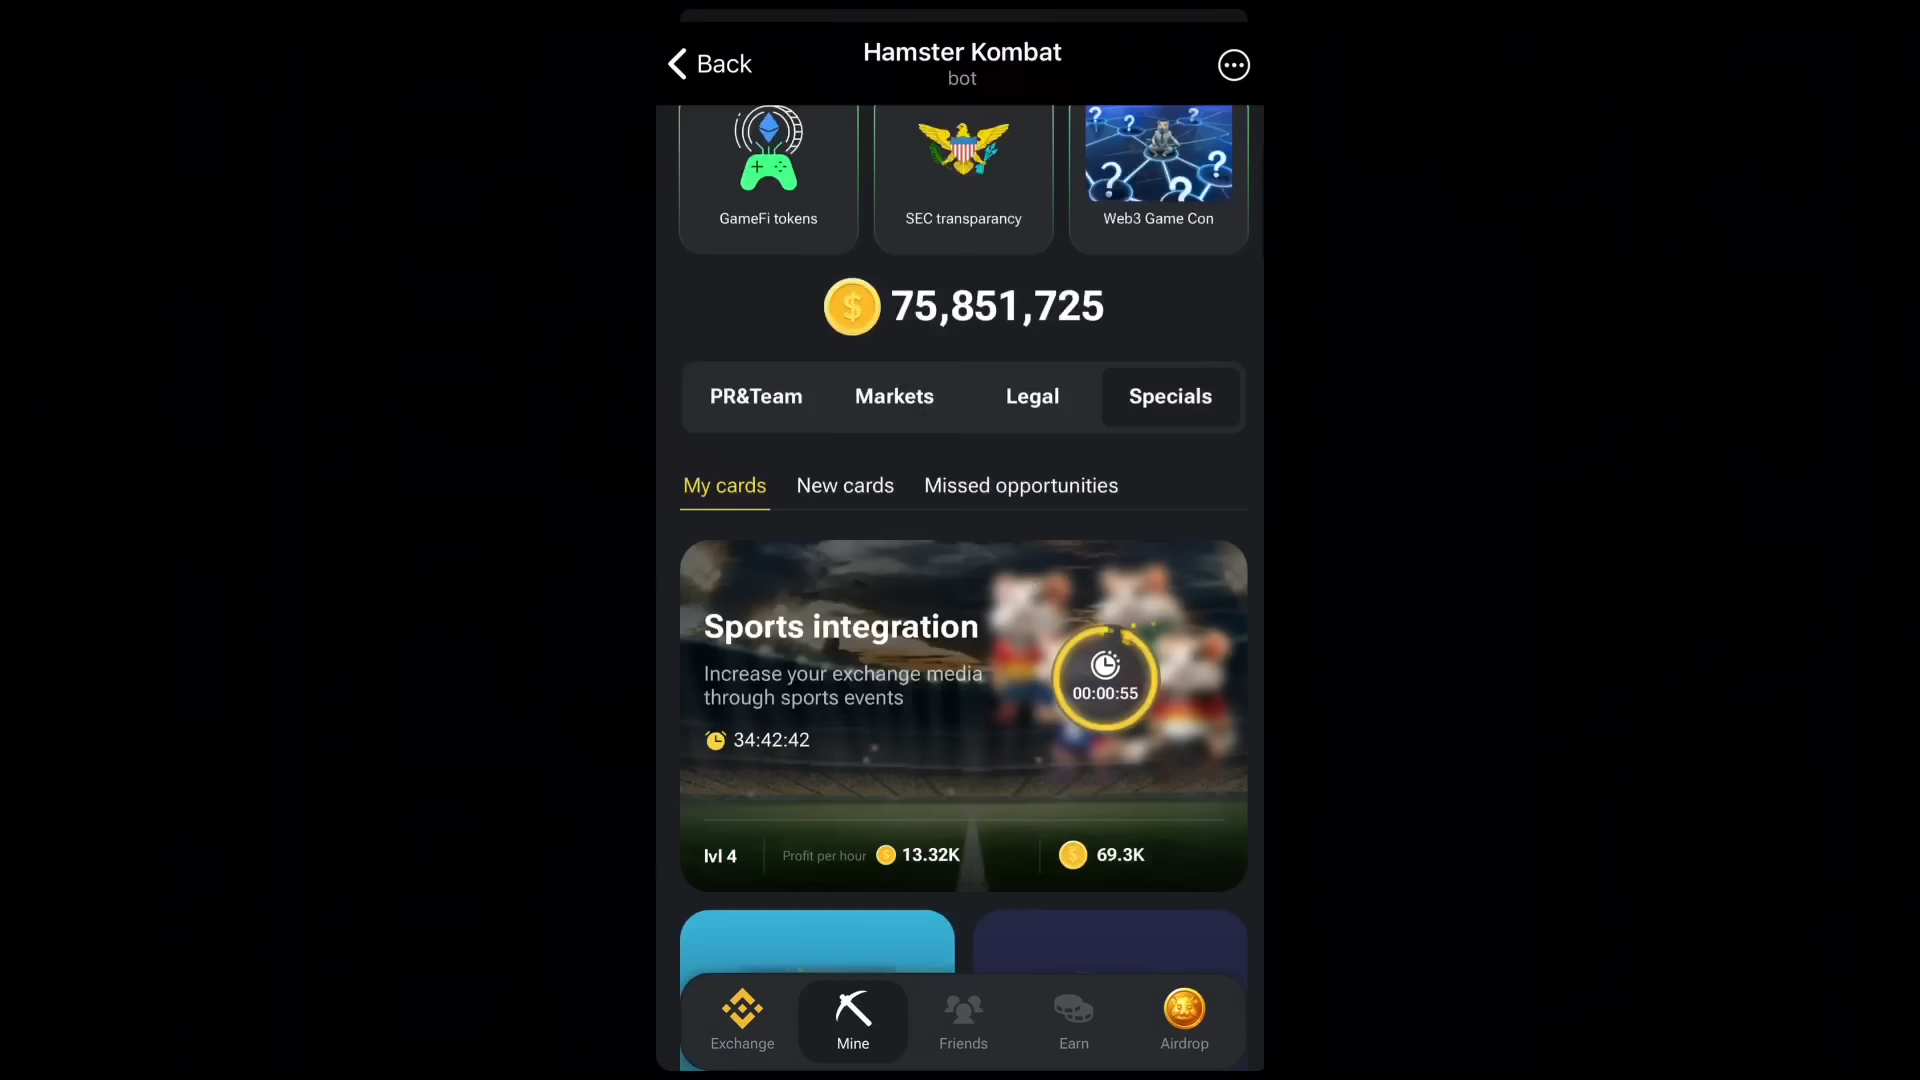 Back
Hamster Kombat
bot
GameFi tokens
SEC transparancy
Web3 Game Con
75,851,725
PR&Team
Markets
Legal
Specials
My cards
New cards
Missed opportunities
Sports integration
Increase your exchange media
through sports events
00:00:55
34:42:42
lvl 4
Profit per hour
13.32K
69.3K
Exchange
Mine
Friends
Earn
Airdrop